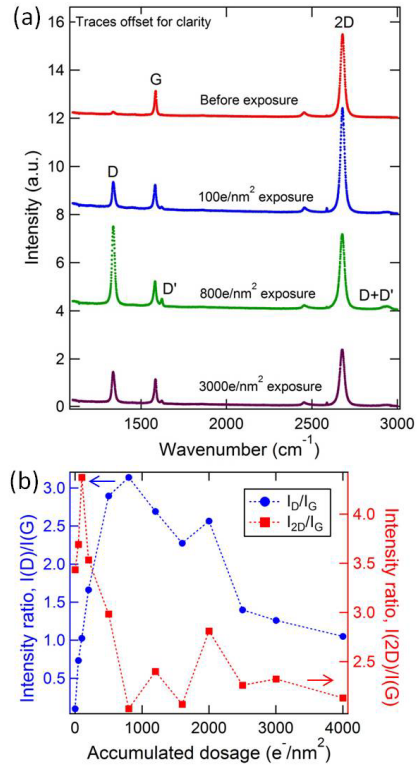 (a)
Traces offset for clarity
2D
16
14
12
10
8
6
4
2
0
Intensity (a.u.)
G
Before exposure
D
100e/nm²  exposure
D'
800e/nm²  exposure
D+D'
3000e/nm²  exposure
1500
2000
2500
3000
Wavenumber (cm⁻¹)
(b)
3.0
2.5
2.0
1.5
1.0
0.5
Intensity ratio, I(D)/I(G)
I_D/I_G
I_2D/I_G
4.0
3.5
3.0
2.5
Intensity ratio, I(2D)/I(G)
0
1000
2000
3000
4000
Accumulated dosage (e⁻/nm²)